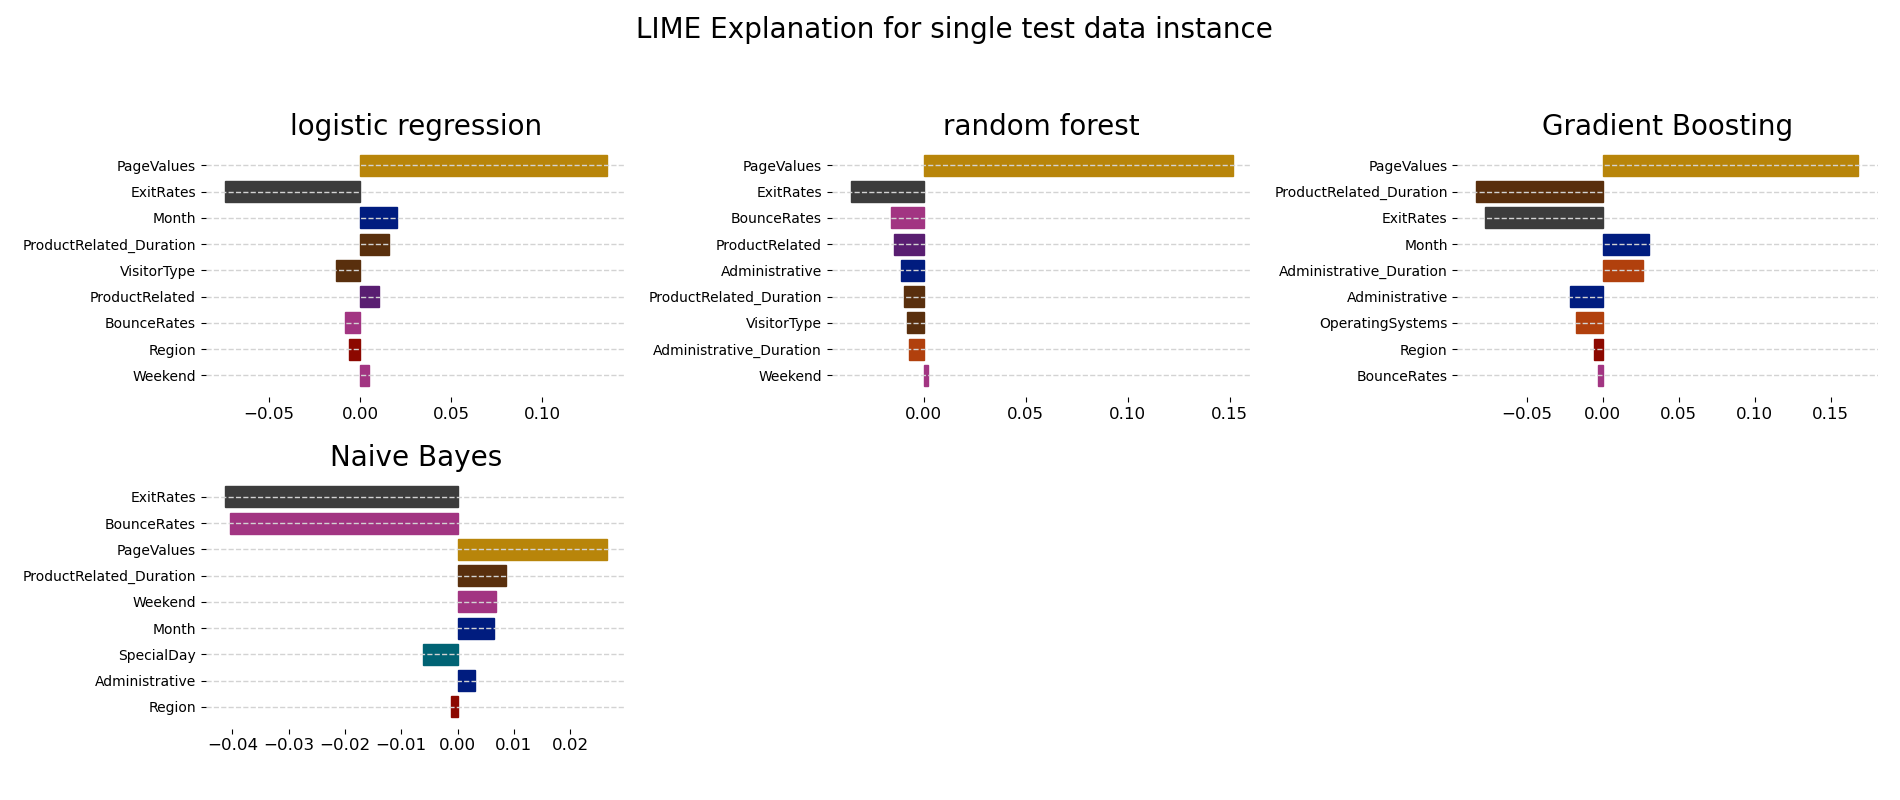 LIME Explanation for single test data instance
logistic regression
PageValues
ExitRates
Month
ProductRelated_Duration
VisitorType
ProductRelated
BounceRates
Region
Weekend
−0.05 0.00 0.05 0.10
random forest
PageValues
ExitRates
BounceRates
ProductRelated
Administrative
ProductRelated_Duration
VisitorType
Administrative_Duration
Weekend
0.00 0.05 0.10 0.15
Gradient Boosting
PageValues
ProductRelated_Duration
ExitRates
Month
Administrative_Duration
Administrative
OperatingSystems
Region
BounceRates
−0.05 0.00 0.05 0.10 0.15
Naive Bayes
ExitRates
BounceRates
PageValues
ProductRelated_Duration
Weekend
Month
SpecialDay
Administrative
Region
−0.04 −0.03 −0.02 −0.01 0.00 0.01 0.02